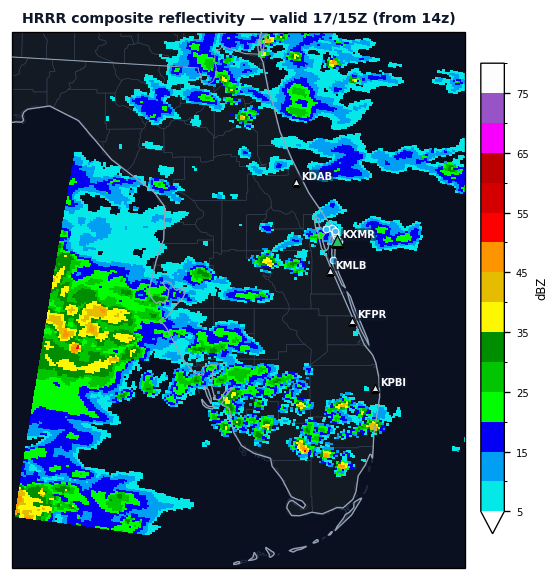 HRRR composite reflectivity — valid 17/15Z (from 14z)
KDAB
KXMR
KMLB
KFPR
KPBI
75
65
55
45
35
25
15
5
dBZ